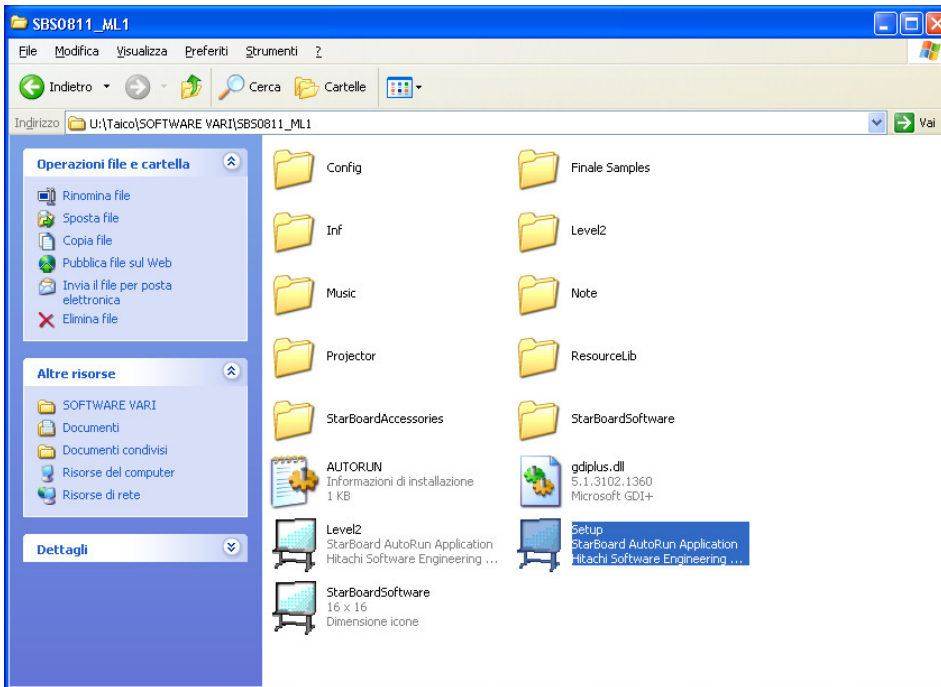 SBS0811_ML1
File Modifica Visualizza Preferiti Strumenti ?
Indietro Cerca Cartelle
Indirizzo U:\Taico\SOFTWARE VARI\SBS0811_ML1 Vai
Operazioni file e cartella
Rinomina file
Sposta file
Copia file
Pubblica file sul Web
Invia il file per posta
elettronica
Elimina file
Altre risorse
SOFTWARE VARI
Documenti
Documenti condivisi
Risorse del computer
Risorse di rete
Dettagli
Config
Finale Samples
Inf
Level2
Music
Note
Projector
ResourceLib
StarBoardAccessories
StarBoardSoftware
AUTORUN
Informazioni di installazione
1 KB
gdiplus.dll
5.1.3102.1360
Microsoft GDI+
Level2
StarBoard AutoRun Application
Hitachi Software Engineering ...
Setup
StarBoard AutoRun Application
Hitachi Software Engineering ...
StarBoardSoftware
16 x 16
Dimensione icone